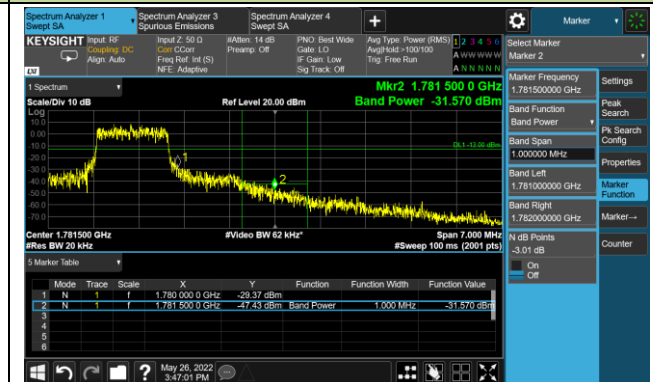 Spectrum Analyzer 1
Swept SA
Spectrum Analyzer 3
Spurious Emissions
Spectrum Analyzer 4
Swept SA
+
Marker
KEYSIGHT
Input: RF
Coupling: DC
Align: Auto
Input Z: 50 Ω
Corr CCorr
Freq Ref: Int (S)
NFE: Adaptive
#Atten: 14 dB
Preamp: Off
PNO: Best Wide
Gate: LO
IF Gain: Low
Sig Track: Off
Avg Type: Power (RMS)
Avg|Hold:>100/100
Trig: Free Run
1 2 3 4 5 6
A W W W W W
A N N N N N
LXI
Select Marker
Marker 2
1 Spectrum
Scale/Div 10 dB
Ref Level 20.00 dBm
Mkr2 1.781 500 0 GHz
Band Power -31.570 dBm
Log
10.0
0.00
-10.0
-20.0
-30.0
-40.0
-50.0
-60.0
-70.0
DL1 -13.00 dBm
1
2
Center 1.781500 GHz
#Res BW 20 kHz
#Video BW 62 kHz*
Span 7.000 MHz
#Sweep 100 ms (2001 pts)
Marker Frequency
1.781500000 GHz
Band Function
Band Power
Band Span
1.000000 MHz
Band Left
1.781000000 GHz
Band Right
1.782000000 GHz
N dB Points
-3.01 dB
On
Off
Settings
Peak Search
Pk Search Config
Properties
Marker Function
Marker→
Counter
5 Marker Table
Mode Trace Scale X Y Function Function Width Function Value
1 N 1 f 1.780 000 0 GHz -29.37 dBm
2 N 1 f 1.781 500 0 GHz -47.43 dBm Band Power 1.000 MHz -31.570 dBm
3
4
5
6
?
May 26, 2022
3:47:01 PM